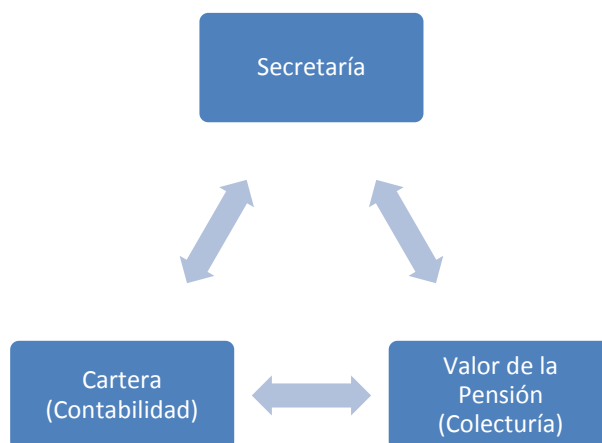 Secretaría
Cartera
(Contabilidad)
Valor de la
Pensión
(Colecturía)